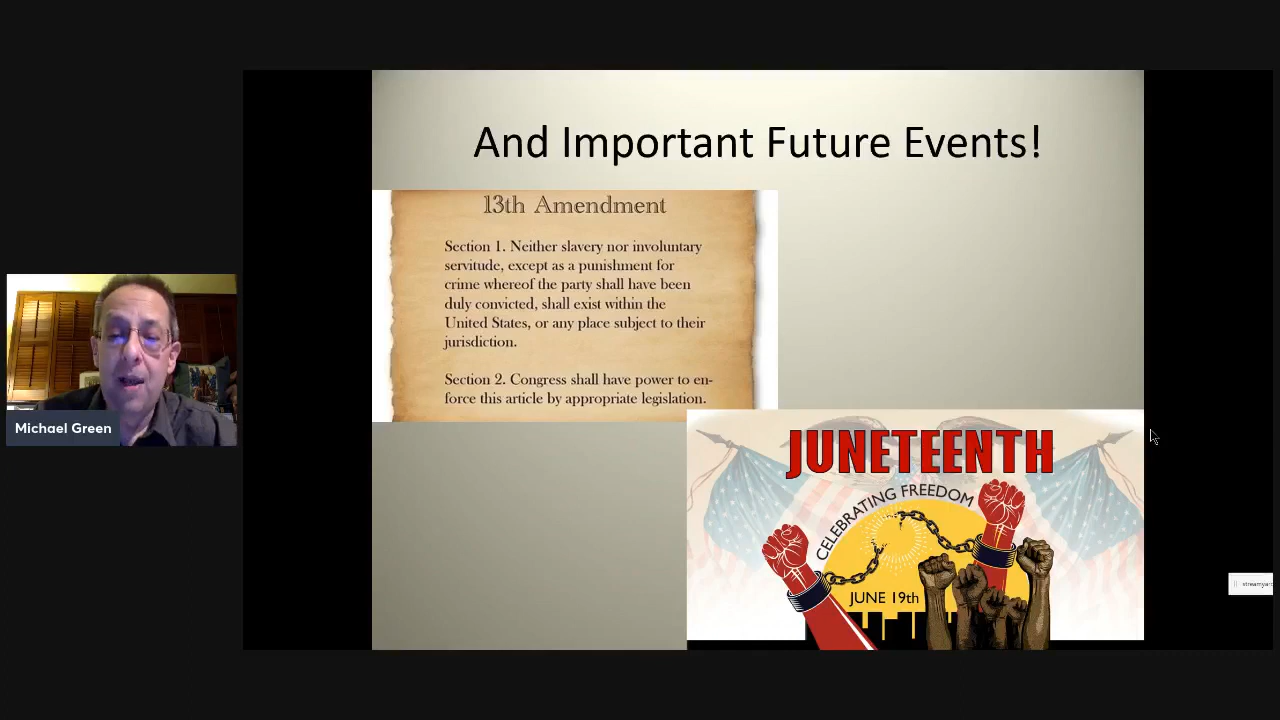 And Important Future Events!
13th Amendment
Section 1. Neither slavery nor involuntary
servitude, except as a punishment for
crime whereof the party shall have been
duly convicted, shall exist within the
United States, or any place subject to their
jurisdiction.
Section 2. Congress shall have power to en-
force this article by appropriate legislation.
Michael Green
JUNETEENTH
CELEBRATING FREEDOM
JUNE 19th